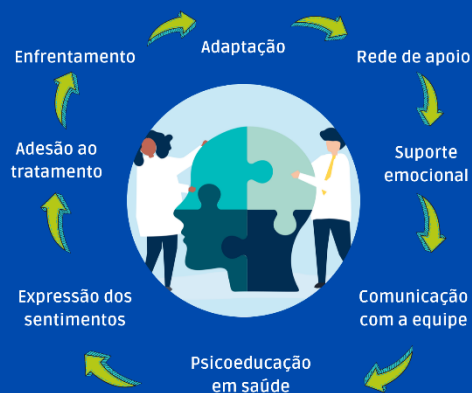 Adaptação
Rede de apoio
Suporte
emocional
Comunicação
com a equipe
Psicoeducação
em saúde
Expressão dos
sentimentos
Adesão ao
tratamento
Enfrentamento